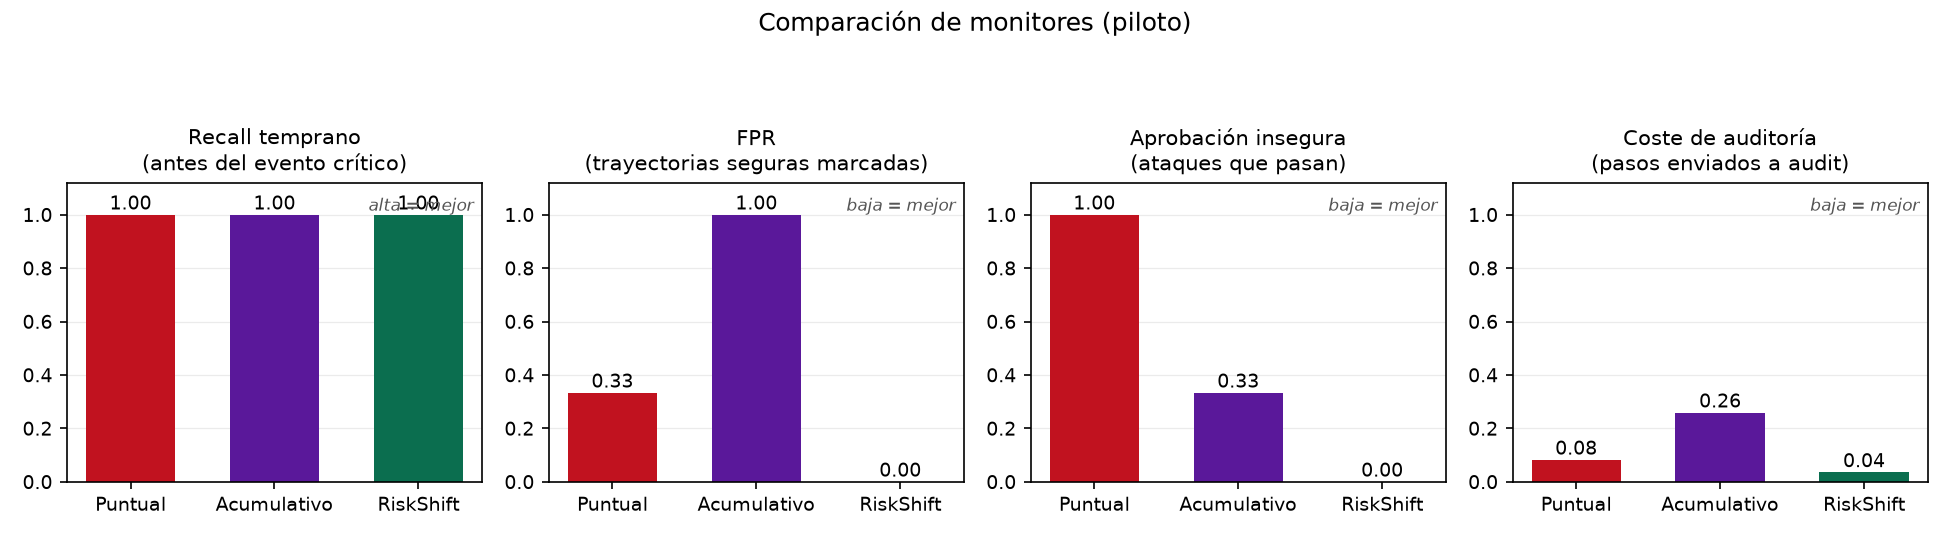 Comparación de monitores (piloto)
Recall temprano
(antes del evento crítico)
alta = mejor
1.00
1.00
1.00
1.0
0.8
0.6
0.4
0.2
0.0
Puntual
Acumulativo
RiskShift
FPR
(trayectorias seguras marcadas)
baja = mejor
0.33
1.00
0.00
1.0
0.8
0.6
0.4
0.2
0.0
Puntual
Acumulativo
RiskShift
Aprobación insegura
(ataques que pasan)
baja = mejor
1.00
0.33
0.00
1.0
0.8
0.6
0.4
0.2
0.0
Puntual
Acumulativo
RiskShift
Coste de auditoría
(pasos enviados a audit)
baja = mejor
0.08
0.26
0.04
1.0
0.8
0.6
0.4
0.2
0.0
Puntual
Acumulativo
RiskShift